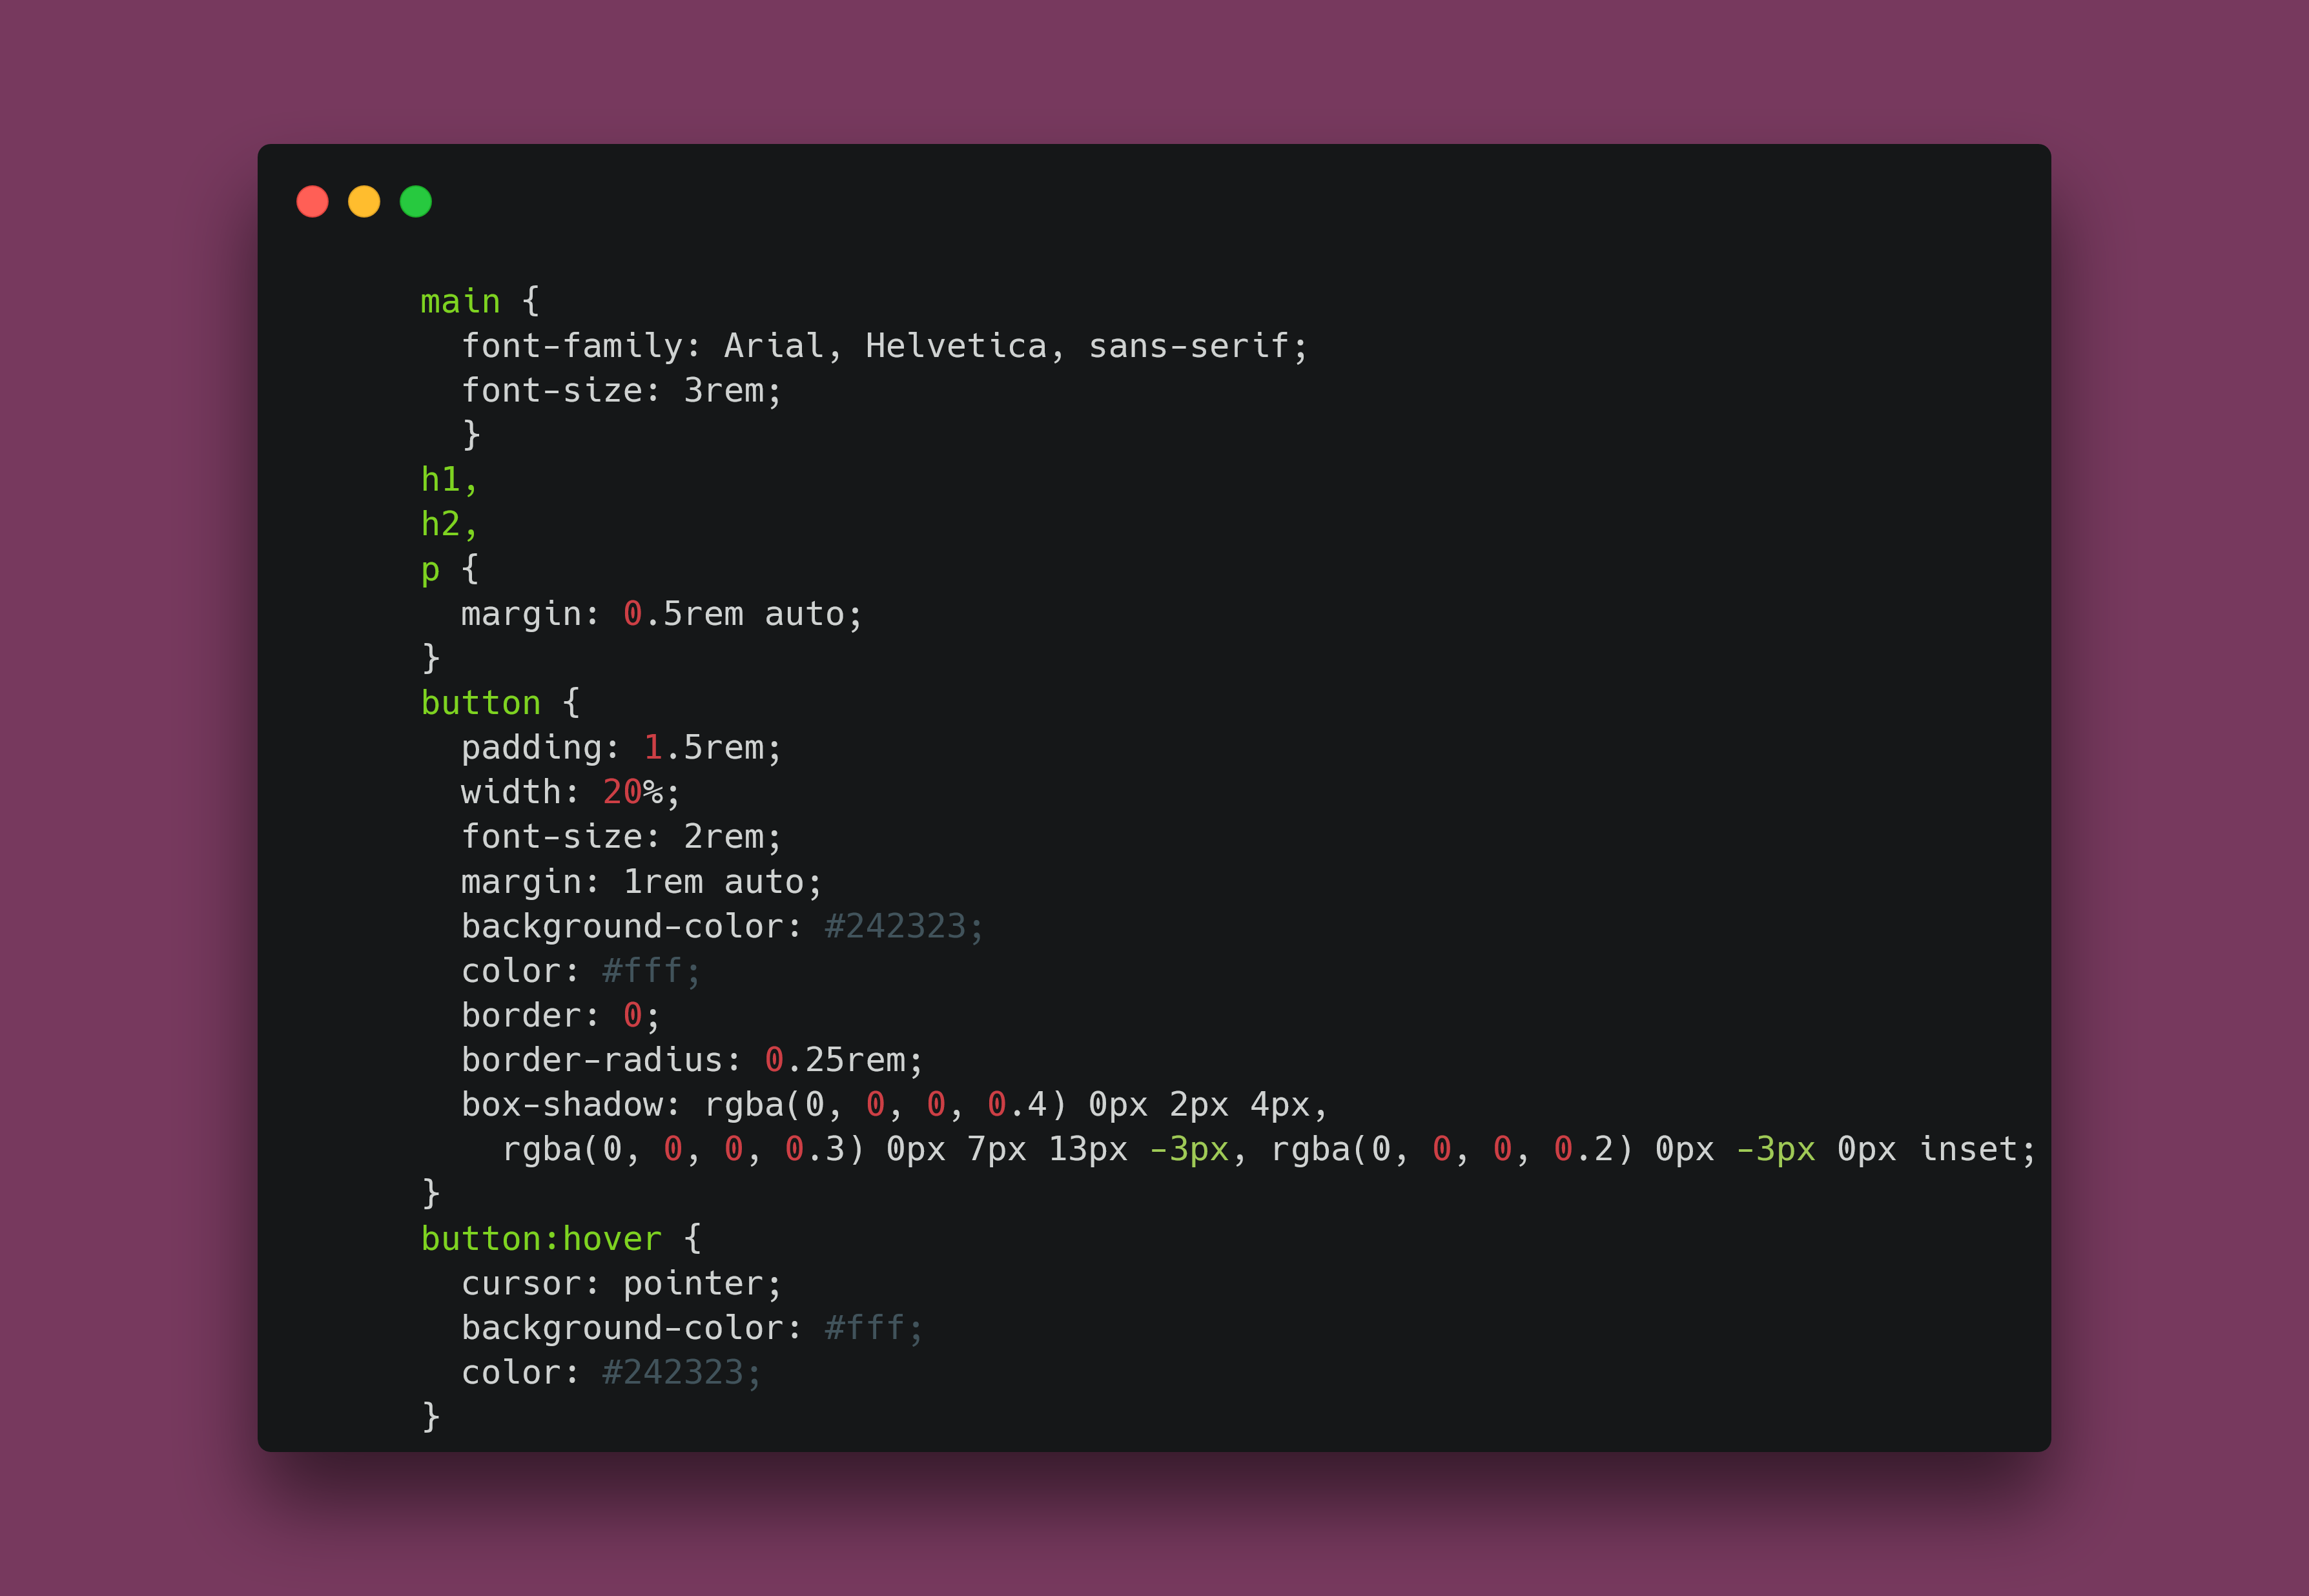 main {
  font-family: Arial, Helvetica, sans-serif;
  font-size: 3rem;
  }
h1,
h2,
p {
  margin: 0.5rem auto;
}
button {
  padding: 1.5rem;
  width: 20%;
  font-size: 2rem;
  margin: 1rem auto;
  background-color: #242323;
  color: #fff;
  border: 0;
  border-radius: 0.25rem;
  box-shadow: rgba(0, 0, 0, 0.4) 0px 2px 4px,
    rgba(0, 0, 0, 0.3) 0px 7px 13px -3px, rgba(0, 0, 0, 0.2) 0px -3px 0px inset;
}
button:hover {
  cursor: pointer;
  background-color: #fff;
  color: #242323;
}